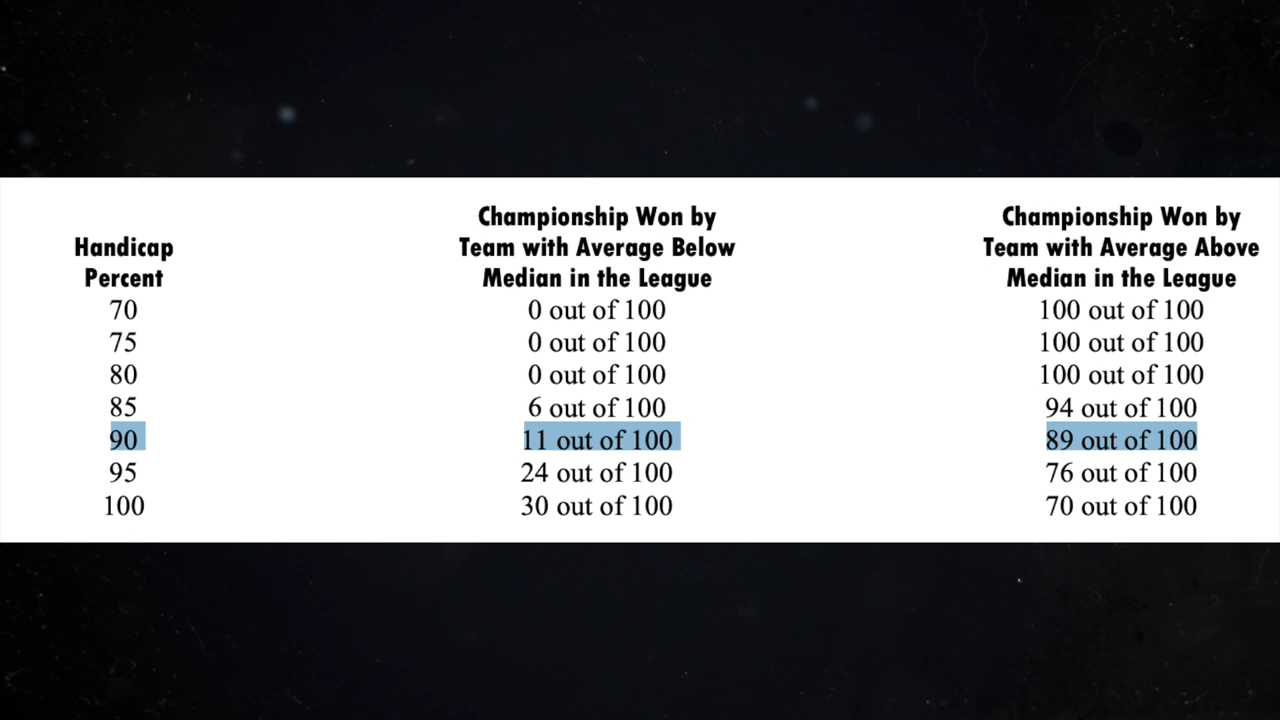 Handicap
Percent
Championship Won by
Team with Average Below
Median in the League
Championship Won by
Team with Average Above
Median in the League
70 0 out of 100 100 out of 100
75 0 out of 100 100 out of 100
80 0 out of 100 100 out of 100
85 6 out of 100 94 out of 100
90 11 out of 100 89 out of 100
95 24 out of 100 76 out of 100
100 30 out of 100 70 out of 100